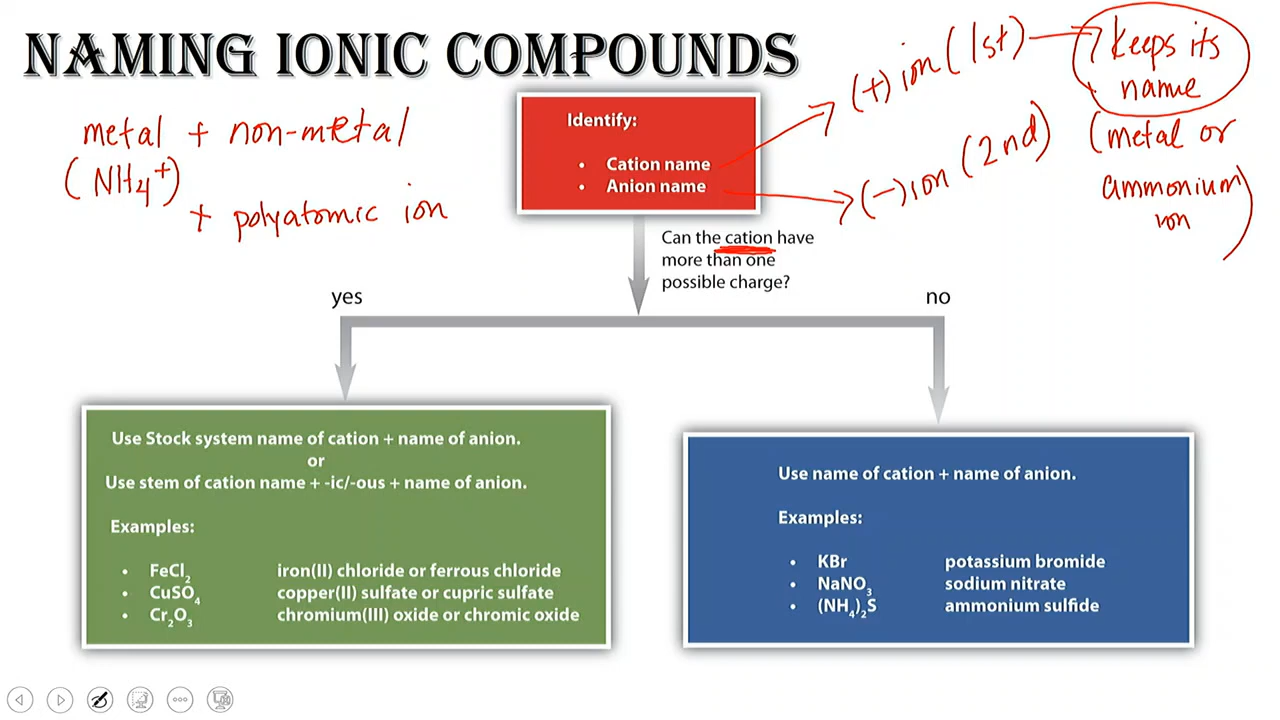 NAMING IONIC COMPOUNDS
metal + non-metal
(NH₄⁺)
+ polyatomic ion
Identify:
• Cation name
• Anion name
(+) ion (1st)
keeps its
name
(metal or
ammonium
ion)
(−) ion (2nd)
Can the cation have
more than one
possible charge?
yes
no
Use Stock system name of cation + name of anion.
or
Use stem of cation name + -ic/-ous + name of anion.
Examples:
• FeCl₂ iron(II) chloride or ferrous chloride
• CuSO₄ copper(II) sulfate or cupric sulfate
• Cr₂O₃ chromium(III) oxide or chromic oxide
Use name of cation + name of anion.
Examples:
• KBr potassium bromide
• NaNO₃ sodium nitrate
• (NH₄)₂S ammonium sulfide